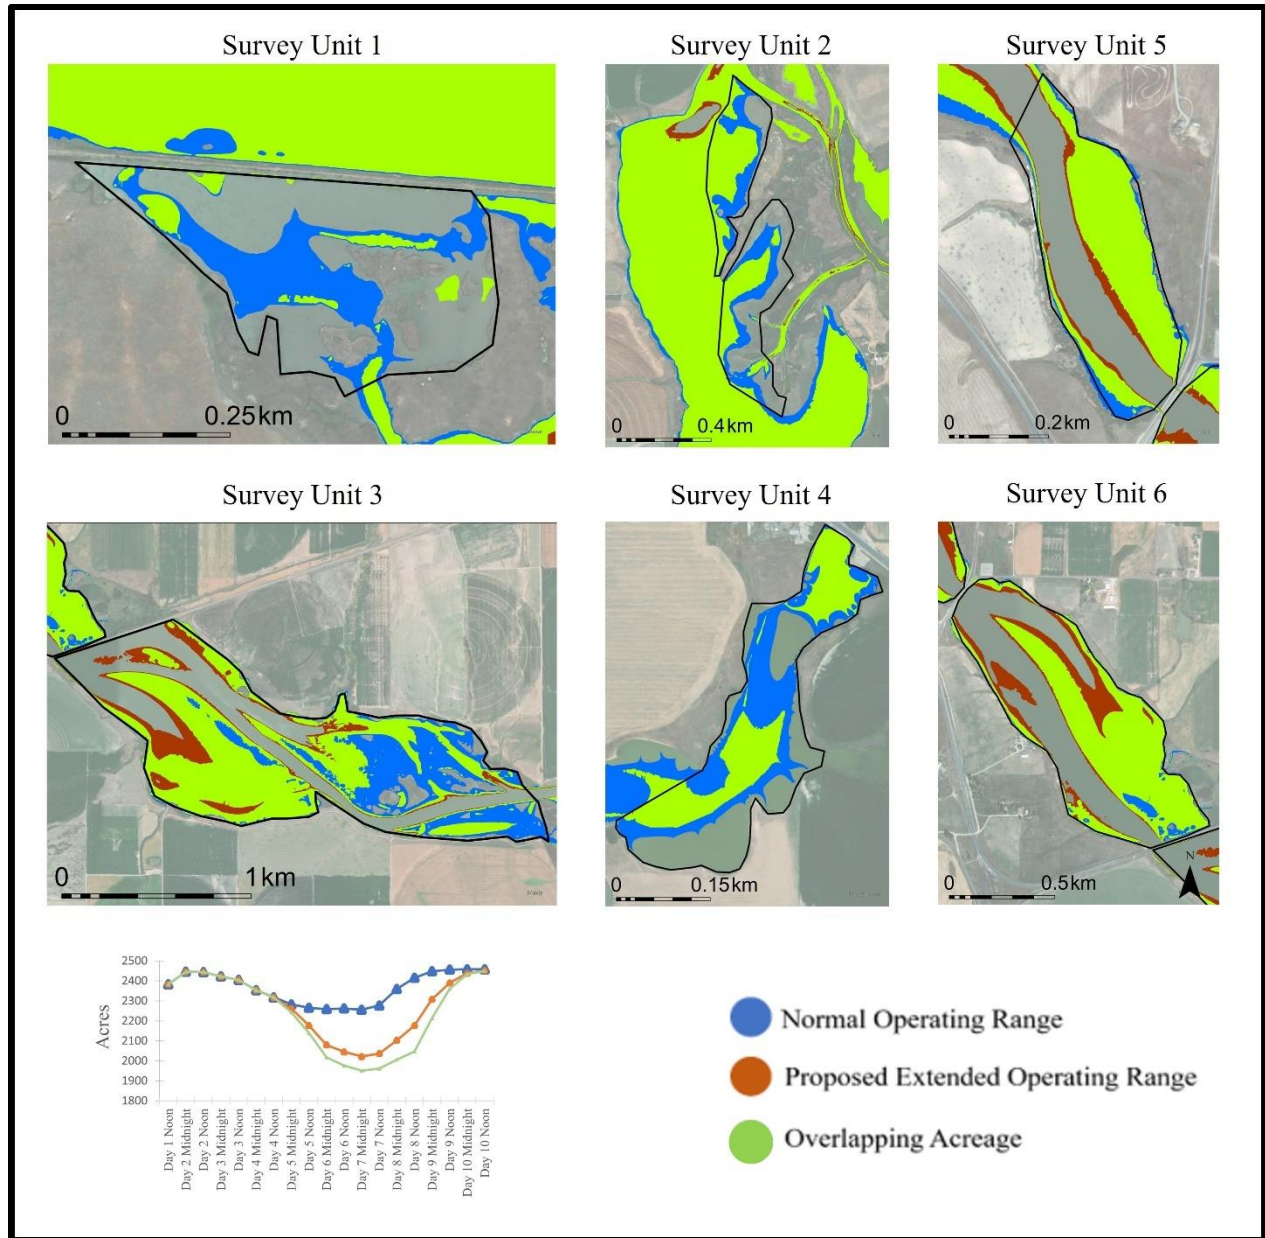 Survey Unit 1
Survey Unit 2
Survey Unit 5
0 0.25km
0 0.4km
0 0.2km
Survey Unit 3
Survey Unit 4
Survey Unit 6
0 1km
0 0.15km
0 0.5km
N
2500
2400
2300
2200
2100
2000
1900
1800
Acres
Day 1 Noon
Day 2 Midnight
Day 2 Noon
Day 3 Midnight
Day 3 Noon
Day 4 Midnight
Day 4 Noon
Day 5 Midnight
Day 5 Noon
Day 6 Midnight
Day 6 Noon
Day 7 Midnight
Day 7 Noon
Day 8 Midnight
Day 8 Noon
Day 9 Midnight
Day 9 Noon
Day 10 Midnight
Day 10 Noon
Normal Operating Range
Proposed Extended Operating Range
Overlapping Acreage